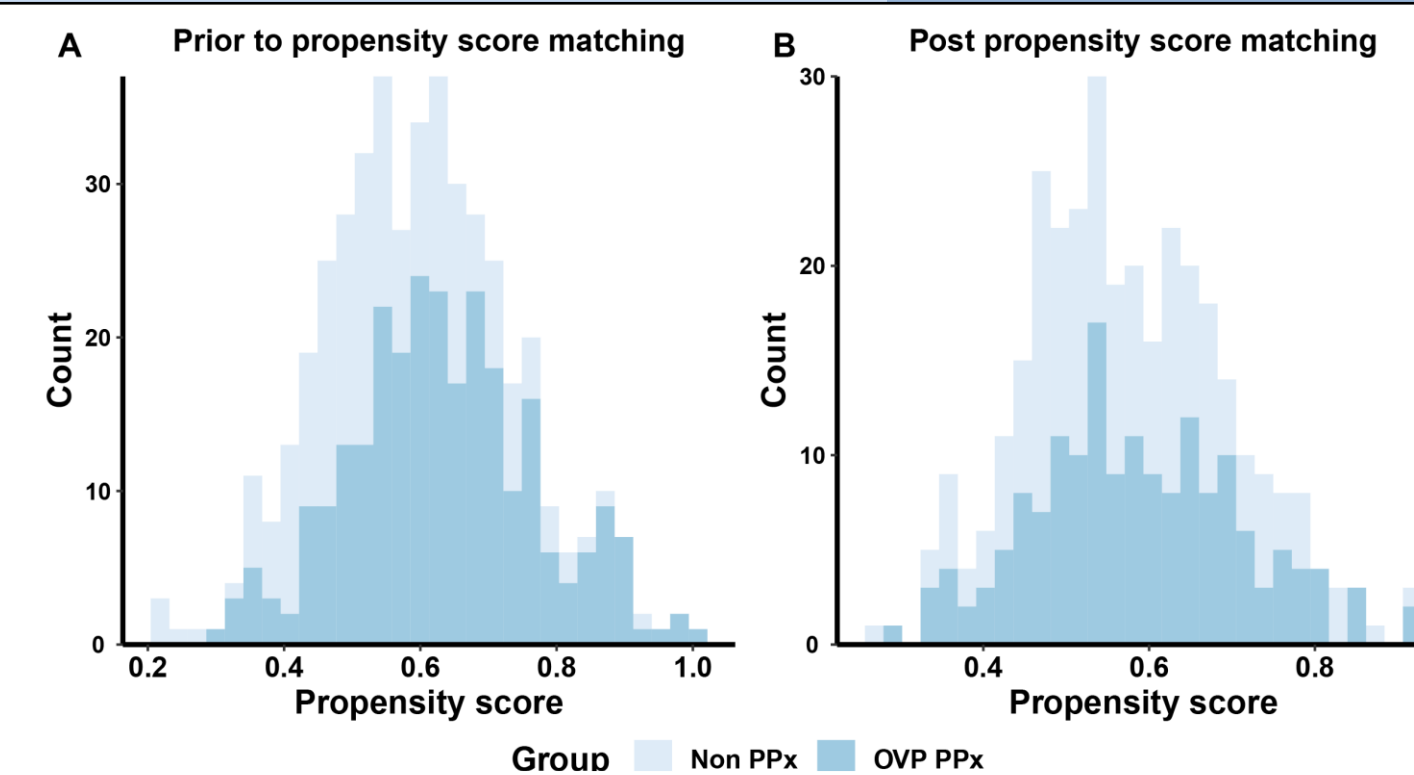 A Prior to propensity score matching
30
20
10
0
Count
0.2 0.4 0.6 0.8 1.0
Propensity score
B Post propensity score matching
30
20
10
0
Count
0.4 0.6 0.8
Propensity score
Group Non PPx OVP PPx